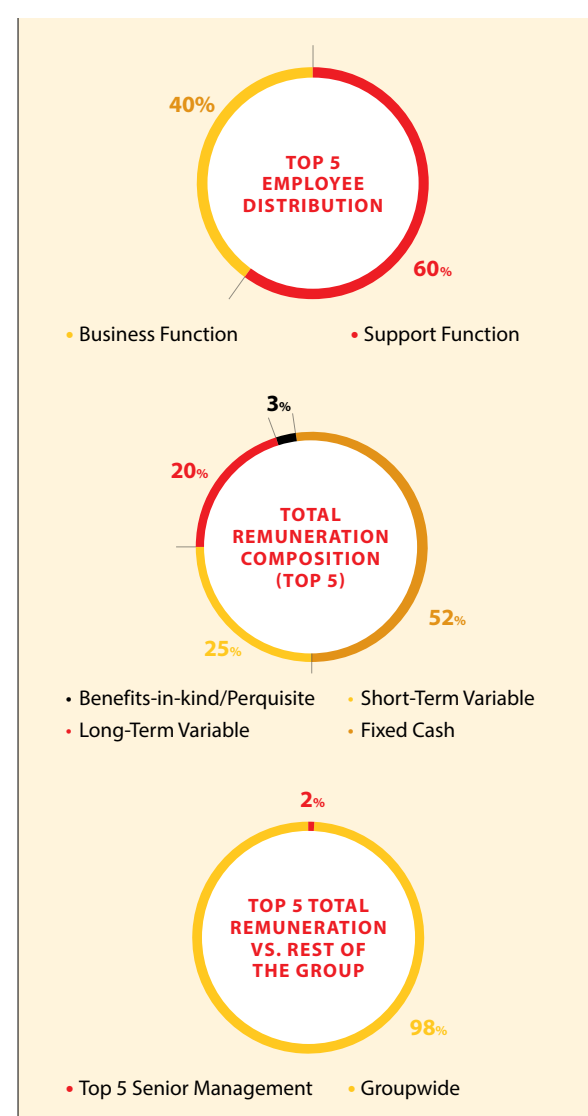 40%
TOP 5
EMPLOYEE
DISTRIBUTION
60%
• Business Function • Support Function
3%
20%
TOTAL
REMUNERATION
COMPOSITION
(TOP 5)
52%
25%
• Benefits-in-kind/Perquisite • Short-Term Variable
• Long-Term Variable • Fixed Cash
2%
TOP 5 TOTAL
REMUNERATION
VS. REST OF
THE GROUP
98%
• Top 5 Senior Management • Groupwide